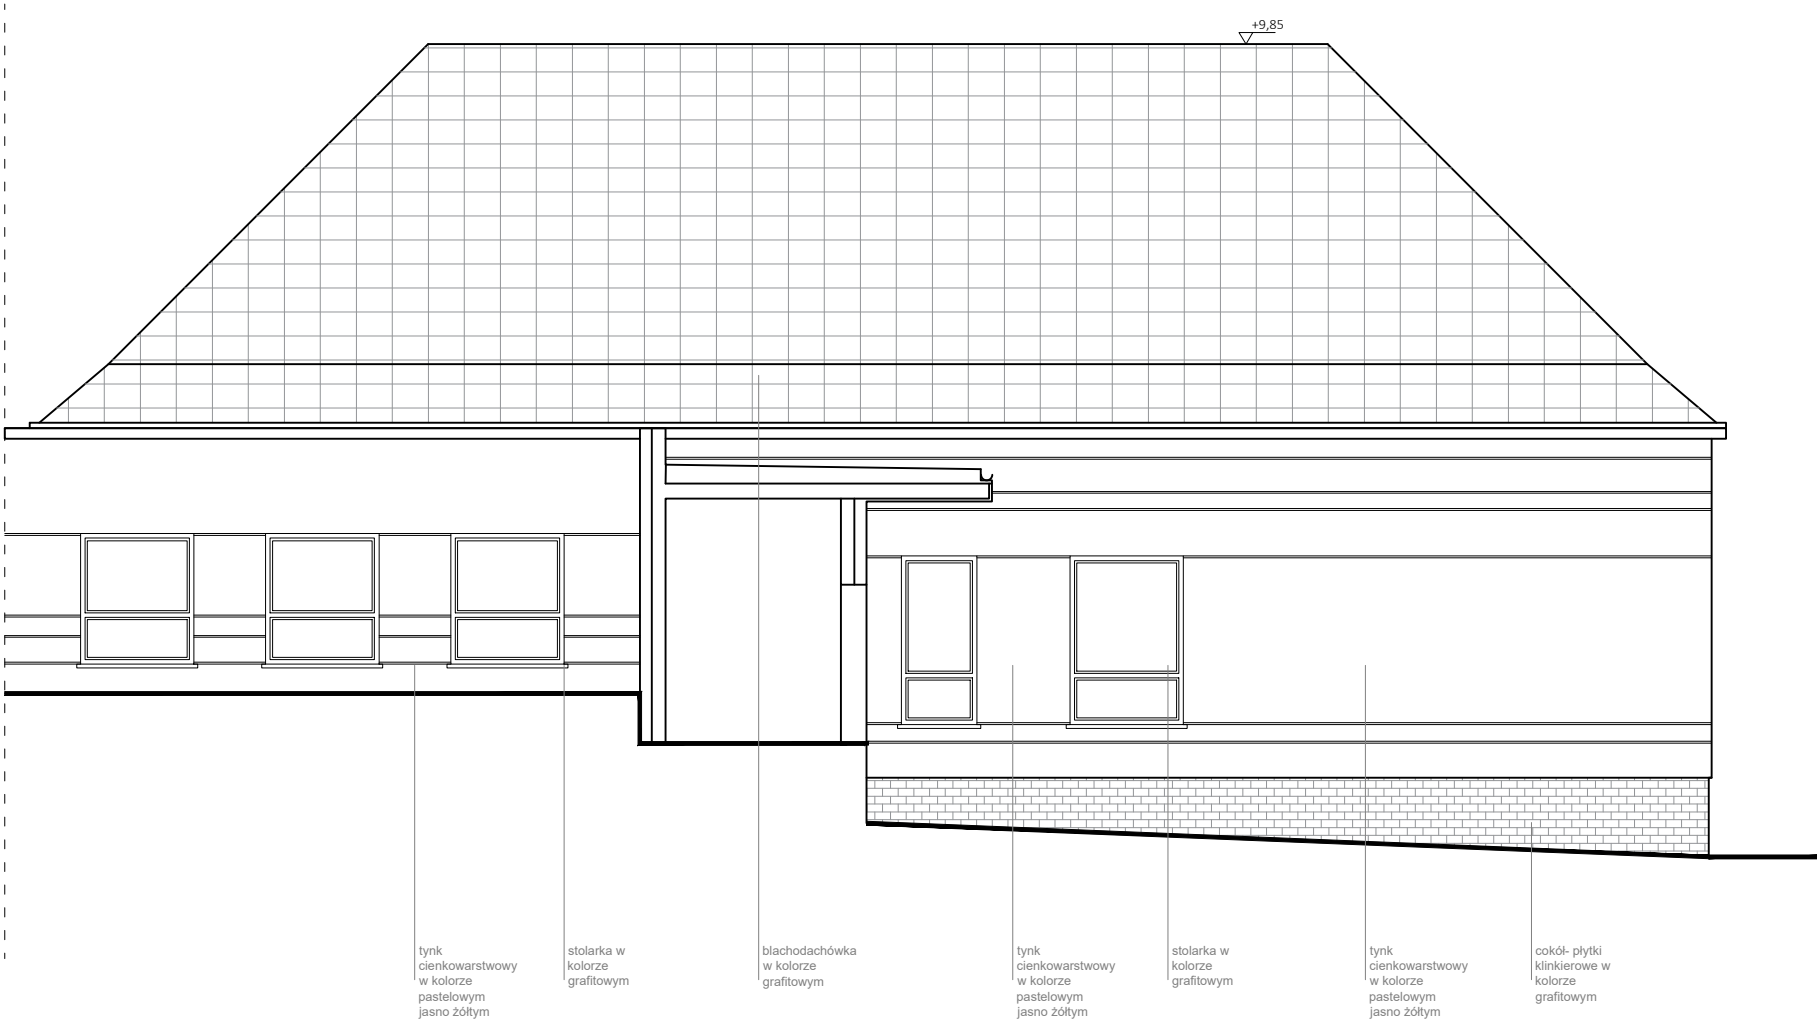 +9,85
tynk
cienkowarstwowy
w kolorze
pastelowym
jasno żółtym
stolarka w
kolorze
grafitowym
blachodachówka
w kolorze
grafitowym
tynk
cienkowarstwowy
w kolorze
pastelowym
jasno żółtym
stolarka w
kolorze
grafitowym
tynk
cienkowarstwowy
w kolorze
pastelowym
jasno żółtym
cokół- płytki
klinkierowe w
kolorze
grafitowym